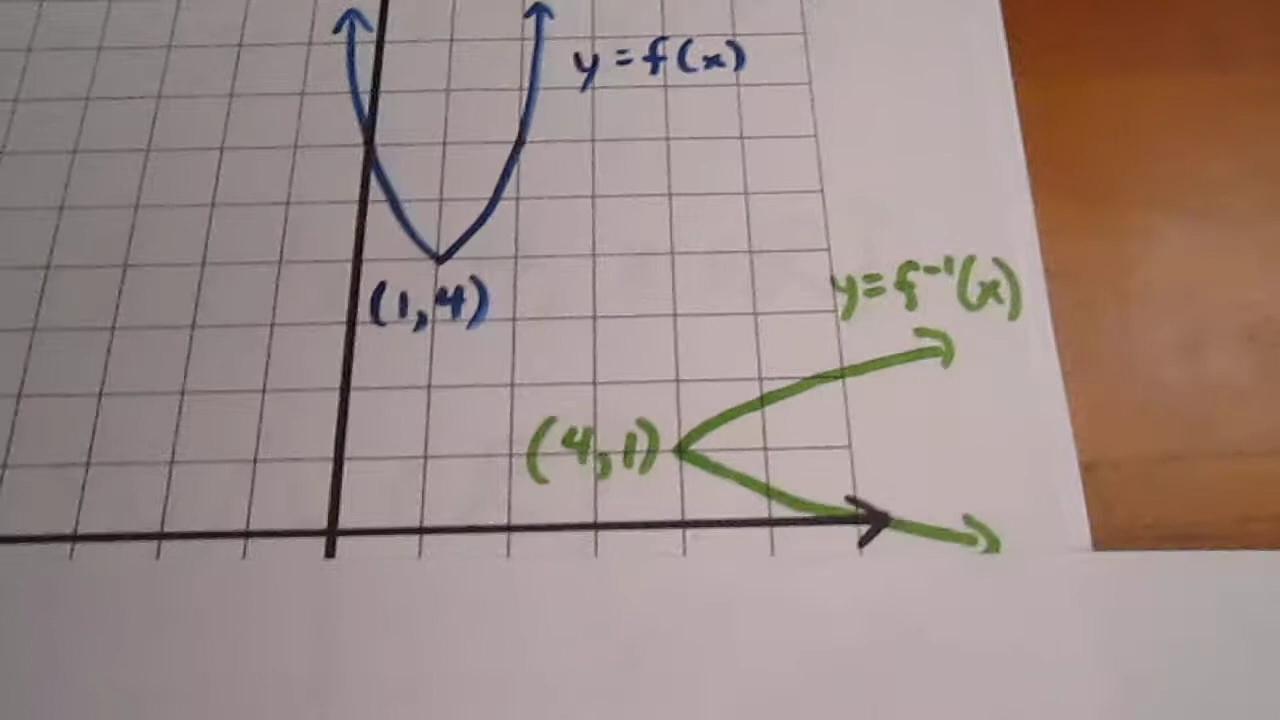 y = f(x)
(1,4)
y = f⁻¹(x)
(4,1)